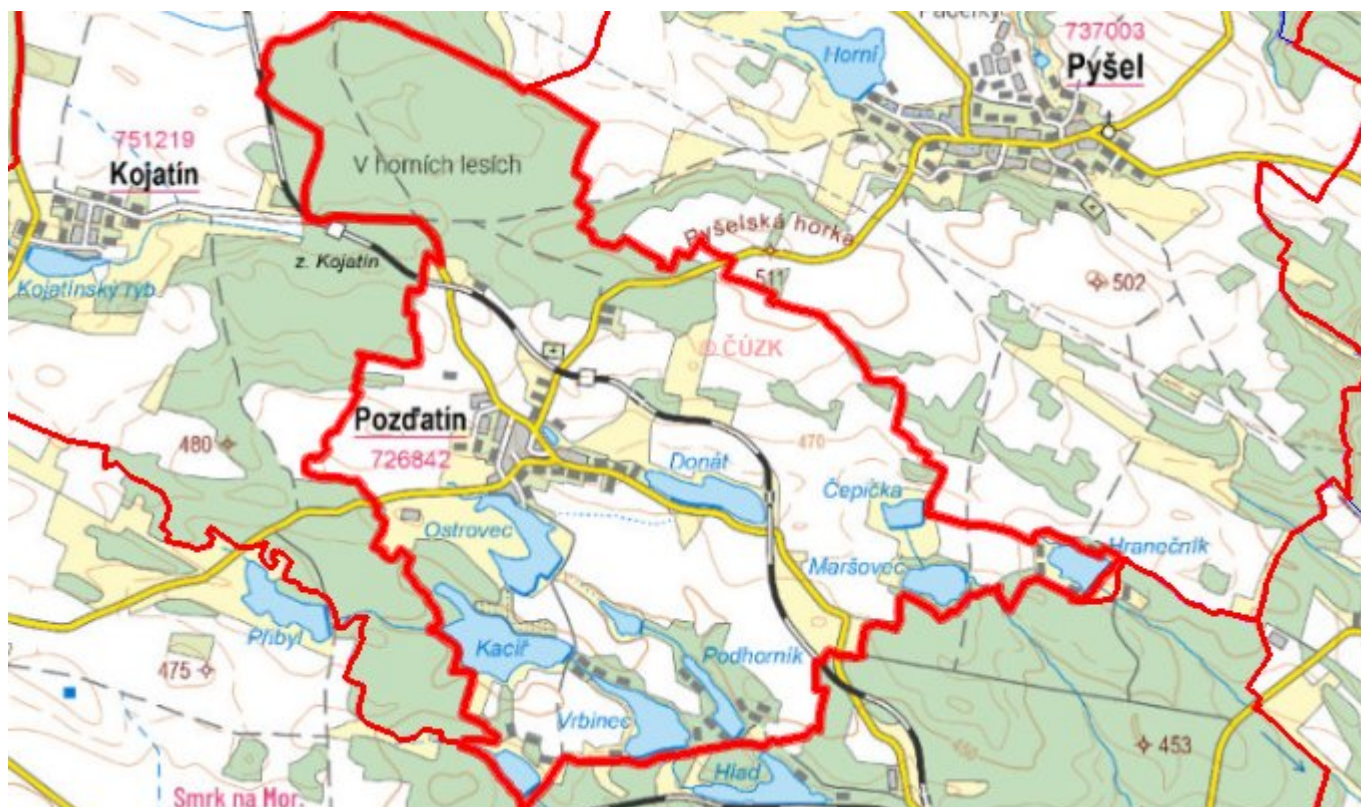 Horní
737003
Pyšel
751219
Kojatín
V horních lesích
Pyšelská horka
z. Kojatín
Kojatínský ryb.
511
502
ČÚZK
Pozďatín
726842
480
470
Donát
Čepička
Ostrovec
Hranečník
Maršovec
Přibyl
Kacíř
Podhorník
475
Vrbinec
453
450
Hlad
Smrk na Mor.